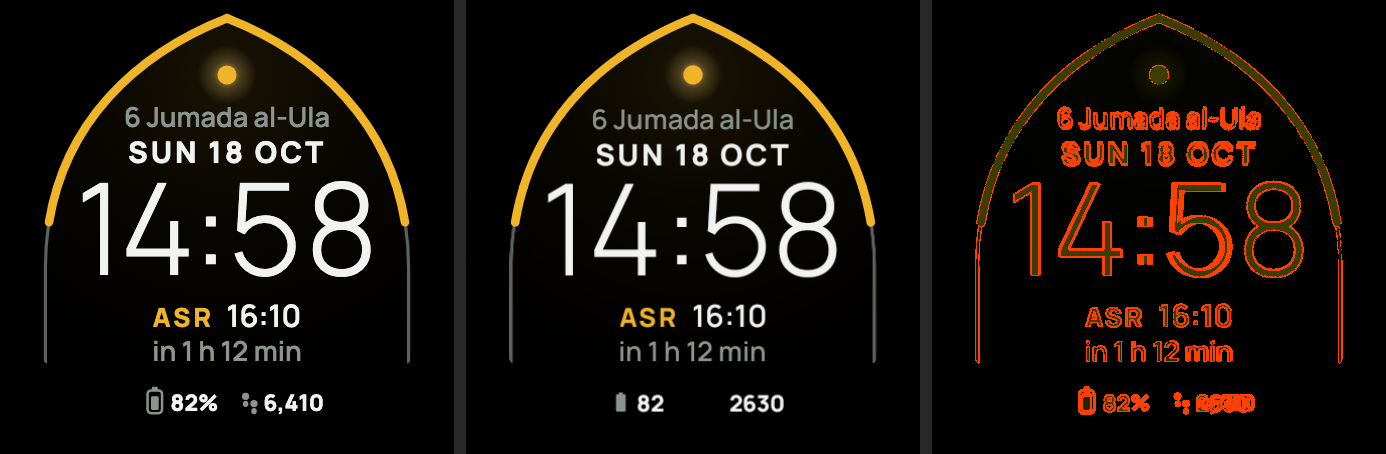 6 Jumada al-Ula
SUN 18 OCT
14:58
ASR 16:10
in 1 h 12 min
82% 6,410
6 Jumada al-Ula
SUN 18 OCT
14:58
ASR 16:10
in 1 h 12 min
82 2630
6 Jumada al-Ula
SUN 18 OCT
14:58
ASR 16:10
in 1 h 12 min
82%